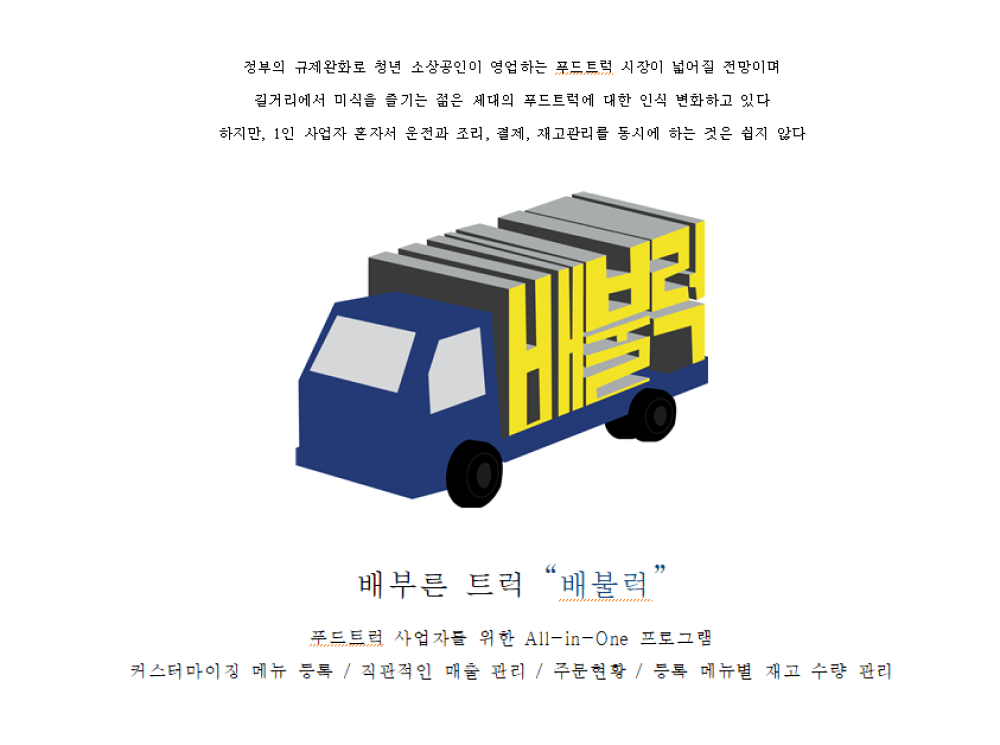 정부의 규제완화로 청년 소상공인이 영업하는 푸드트럭 시장이 넓어질 전망이며
길거리에서 미식을 즐기는 젊은 세대의 푸드트럭에 대한 인식 변화하고 있다
하지만, 1인 사업자 혼자서 운전과 조리, 결제, 재고관리를 동시에 하는 것은 쉽지 않다
배불럭
배부른 트럭 “배불럭”
푸드트럭 사업자를 위한 All-in-One 프로그램
커스터마이징 메뉴 등록 / 직관적인 매출 관리 / 주문현황 / 등록 메뉴별 재고 수량 관리